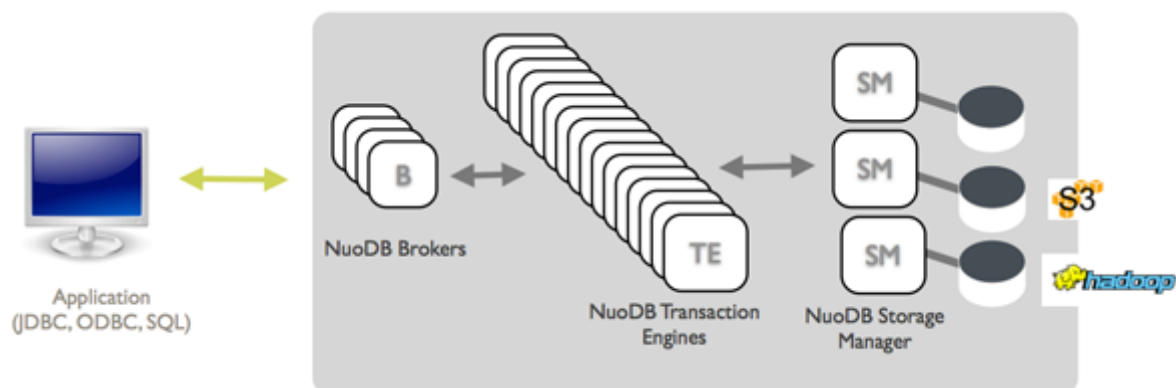 SM
SM
S3
B
NuoDB Brokers
TE
SM
hadoop
Application
(JDBC, ODBC, SQL)
NuoDB Transaction
Engines
NuoDB Storage
Manager